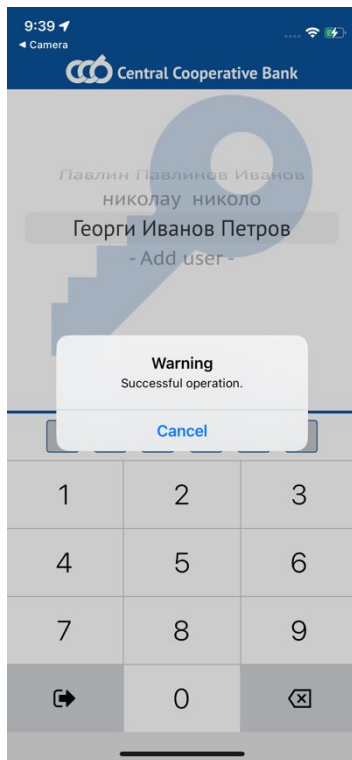 9:39
◀ Camera
ccb Central Cooperative Bank
Павлин Павлинов Иванов
николау николо
Георги Иванов Петров
- Add user -
Warning
Successful operation.
Cancel
1 2 3
4 5 6
7 8 9
0